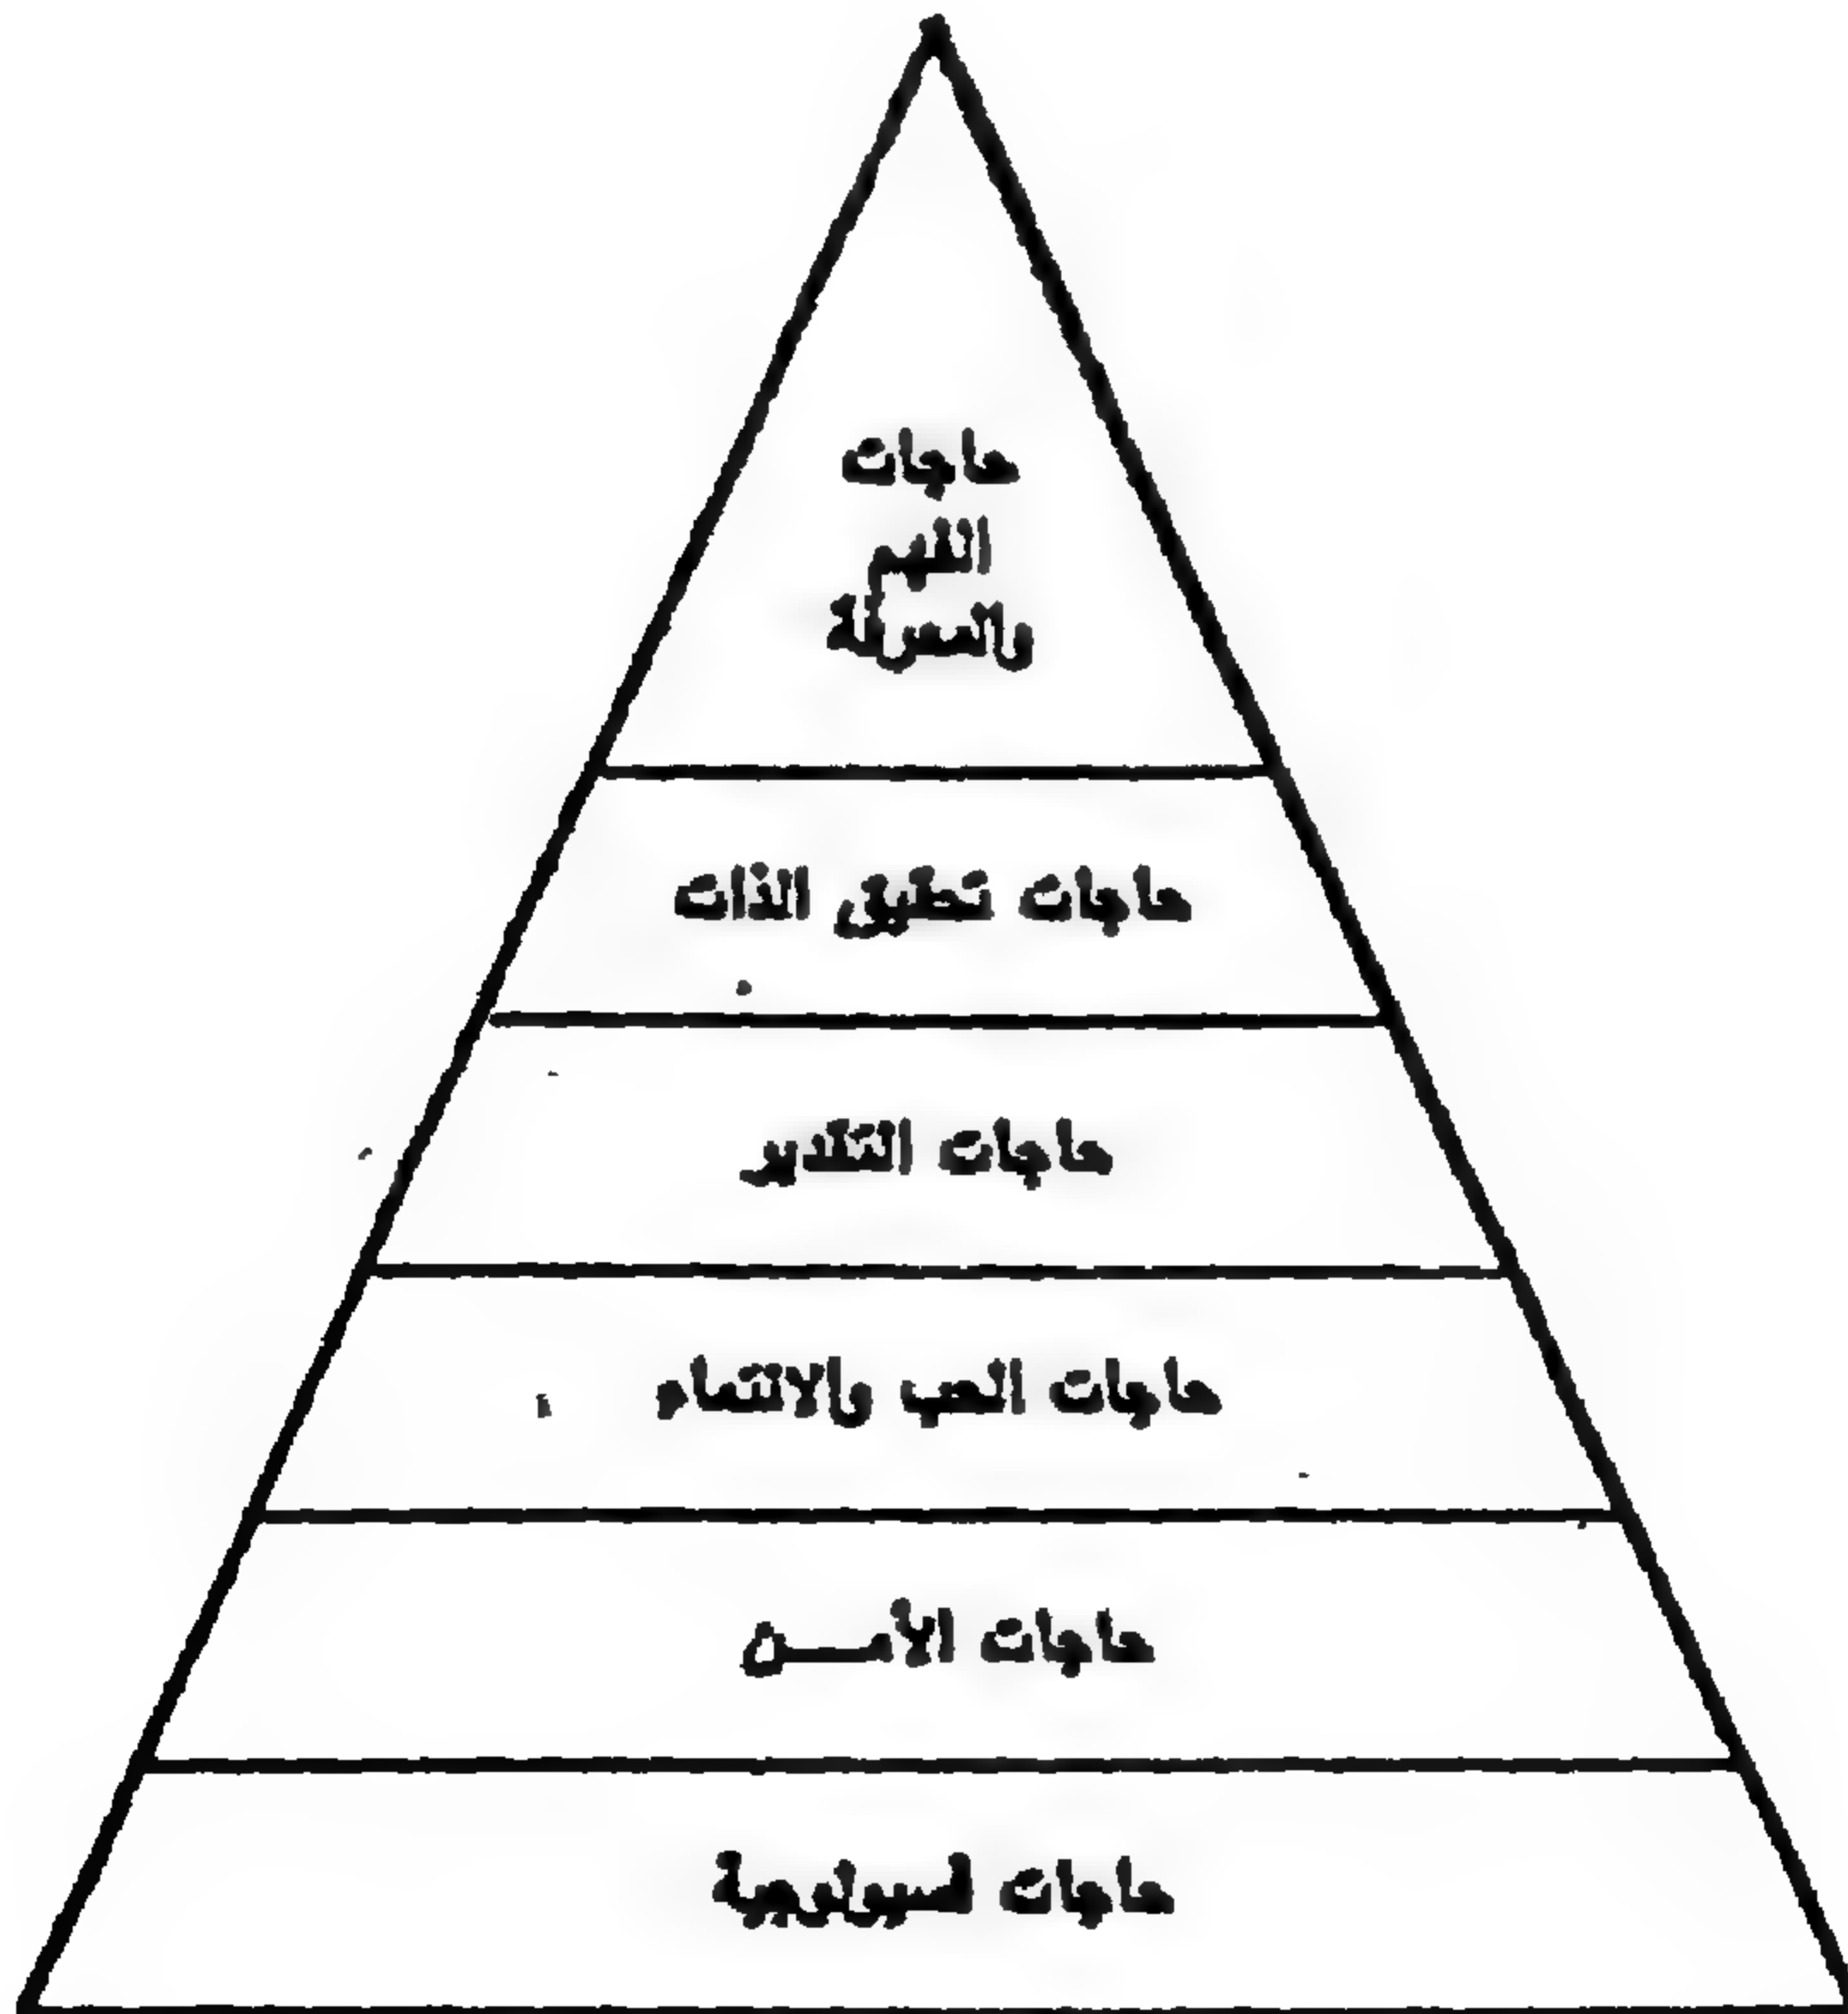 حاجات
الفهم
والمعرفة
حاجات تحقيق الذات
حاجات التقدير
حاجات الحب والانتماء
حاجات الأمـــن
حاجات فسيولوجية